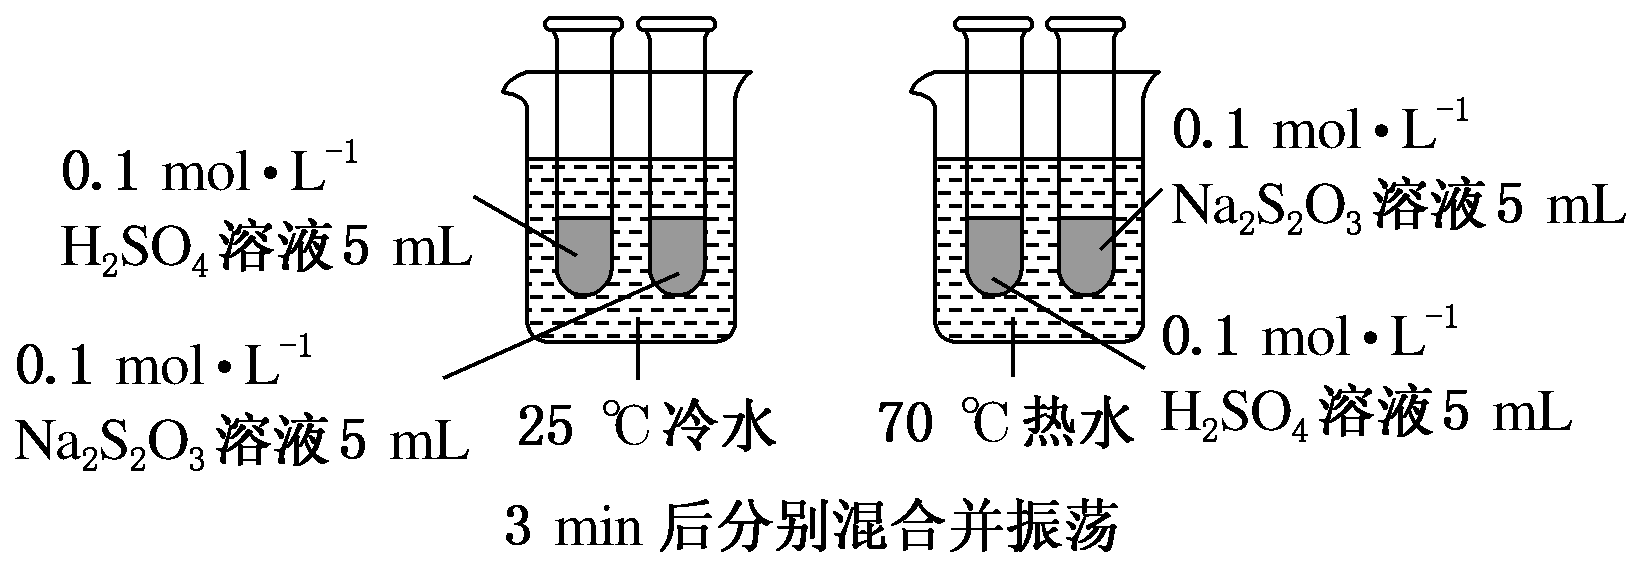 0.1 mol•L⁻¹
H₂SO₄溶液5 mL
0.1 mol•L⁻¹
Na₂S₂O₃溶液5 mL
25 ℃冷水
0.1 mol•L⁻¹
Na₂S₂O₃溶液5 mL
0.1 mol•L⁻¹
H₂SO₄溶液5 mL
70 ℃热水
3 min后分别混合并振荡